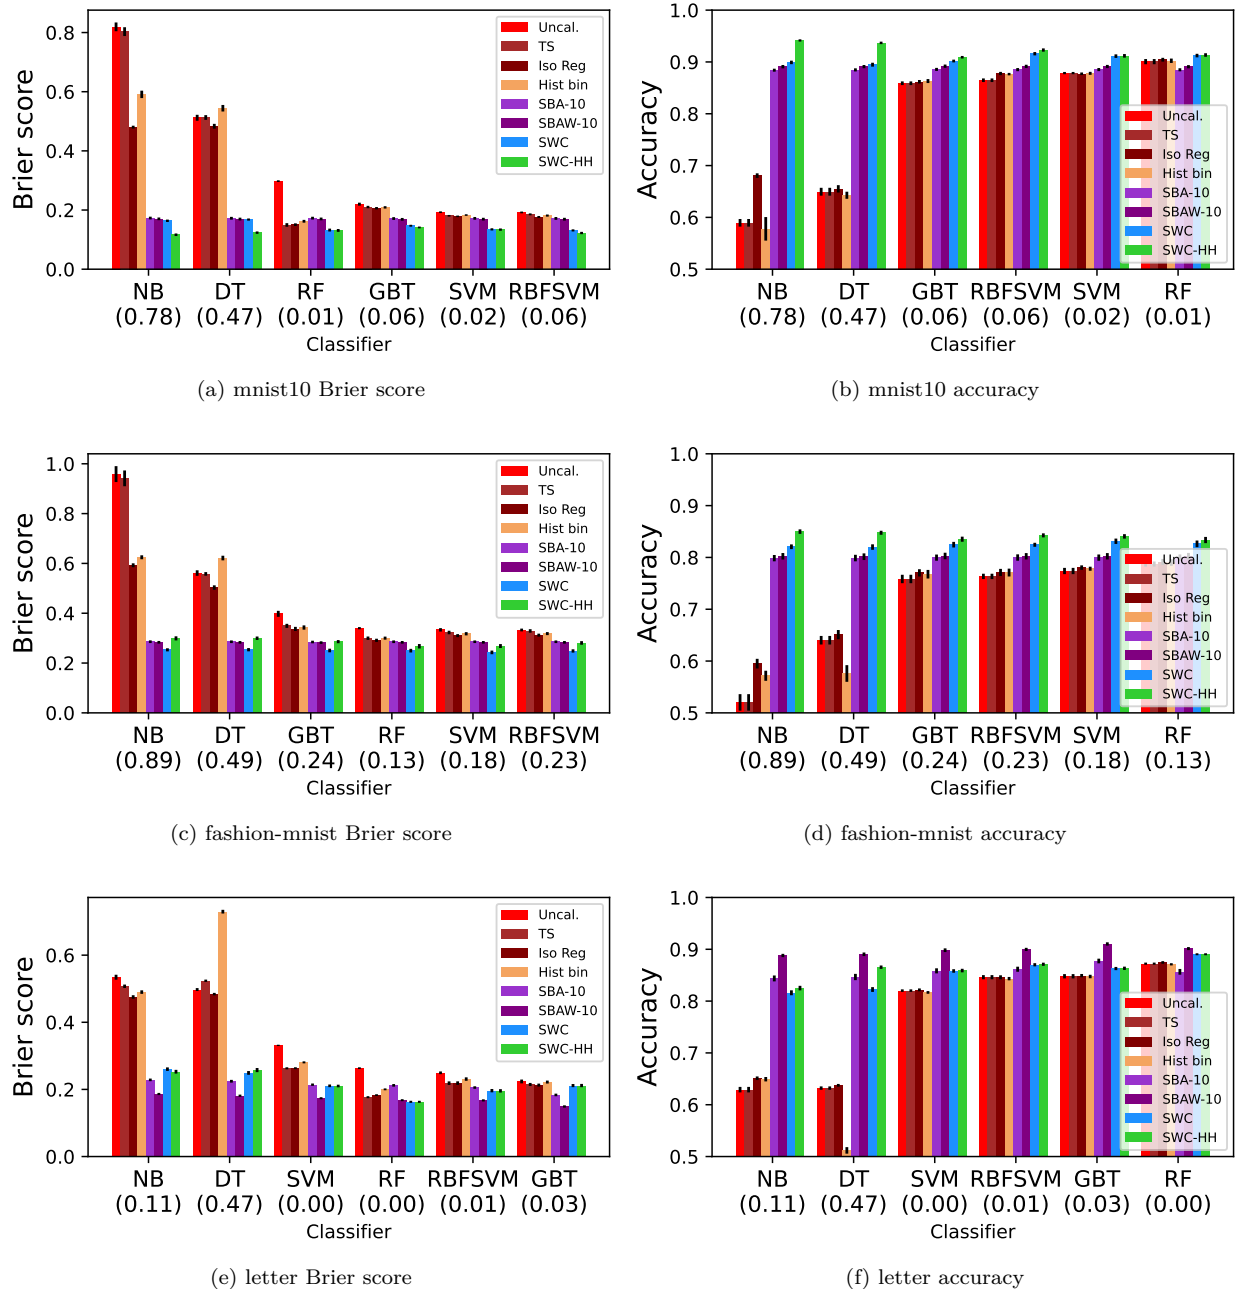 Brier score
0.8
0.6
0.4
0.2
0.0
Uncal.
TS
Iso Reg
Hist bin
SBA-10
SBAW-10
SWC
SWC-HH
NB DT RF GBT SVM RBFSVM
(0.78) (0.47) (0.01) (0.06) (0.02) (0.06)
Classifier
(a) mnist10 Brier score
Accuracy
1.0
0.9
0.8
0.7
0.6
0.5
Uncal.
TS
Iso Reg
Hist bin
SBA-10
SBAW-10
SWC
SWC-HH
NB DT GBT RBFSVM SVM RF
(0.78) (0.47) (0.06) (0.06) (0.02) (0.01)
Classifier
(b) mnist10 accuracy
Brier score
1.0
0.8
0.6
0.4
0.2
0.0
Uncal.
TS
Iso Reg
Hist bin
SBA-10
SBAW-10
SWC
SWC-HH
NB DT GBT RF SVM RBFSVM
(0.89) (0.49) (0.24) (0.13) (0.18) (0.23)
Classifier
(c) fashion-mnist Brier score
Accuracy
1.0
0.9
0.8
0.7
0.6
0.5
Uncal.
TS
Iso Reg
Hist bin
SBA-10
SBAW-10
SWC
SWC-HH
NB DT GBT RBFSVM SVM RF
(0.89) (0.49) (0.24) (0.23) (0.18) (0.13)
Classifier
(d) fashion-mnist accuracy
Brier score
0.6
0.4
0.2
0.0
Uncal.
TS
Iso Reg
Hist bin
SBA-10
SBAW-10
SWC
SWC-HH
NB DT SVM RF RBFSVM GBT
(0.11) (0.47) (0.00) (0.00) (0.01) (0.03)
Classifier
(e) letter Brier score
Accuracy
1.0
0.9
0.8
0.7
0.6
0.5
Uncal.
TS
Iso Reg
Hist bin
SBA-10
SBAW-10
SWC
SWC-HH
NB DT SVM RBFSVM GBT RF
(0.11) (0.47) (0.00) (0.01) (0.03) (0.00)
Classifier
(f) letter accuracy